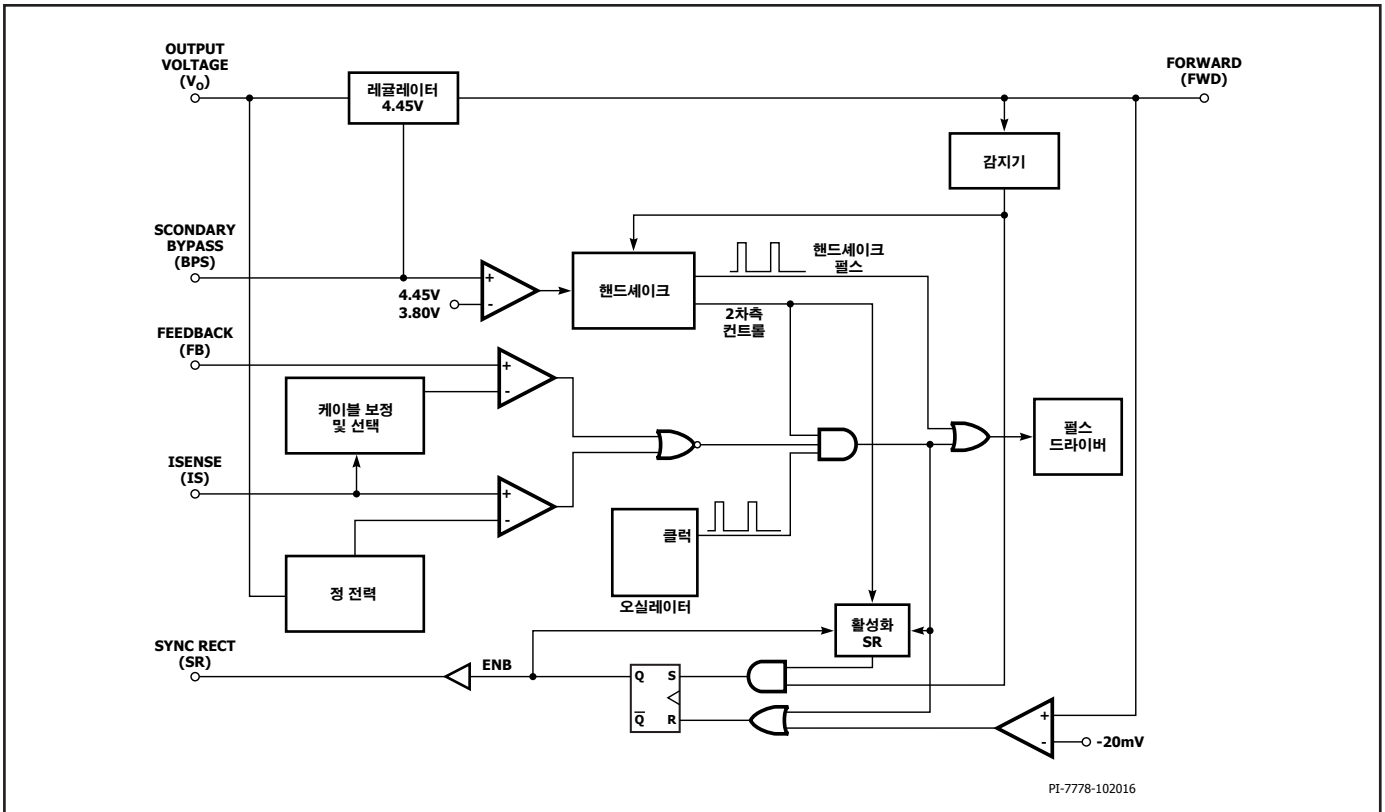 OUTPUT
VOLTAGE
(VO)
레귤레이터
4.45V
FORWARD
(FWD)
감지기
SCONDARY
BYPASS
(BPS)
4.45V
3.80V
+
-
핸드셰이크
핸드셰이크
펄스
2차측
컨트롤
FEEDBACK
(FB)
+
-
케이블 보정
및 선택
펄스
드라이버
ISENSE
(IS)
+
-
클럭
오실레이터
정 전력
활성화
SR
SYNC RECT
(SR)
ENB
Q
S
Q
R
+
-
-20mV
PI-7778-102016